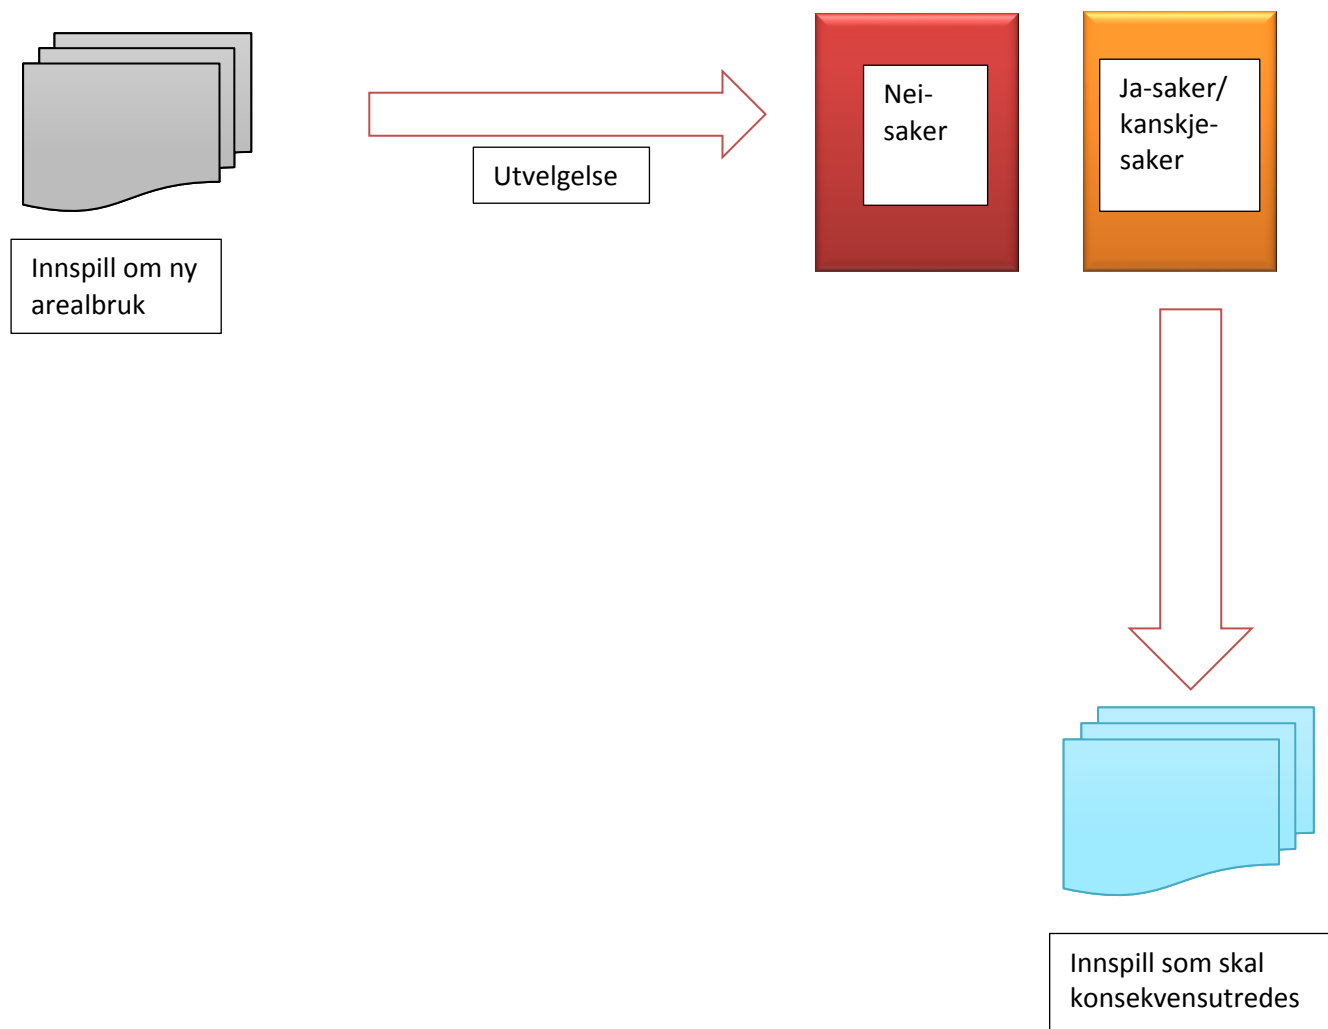 Innspill om ny
arealbruk
Utvelgelse
Nei-
saker
Ja-saker/
kanskje-
saker
Innspill som skal
konsekvensutredes